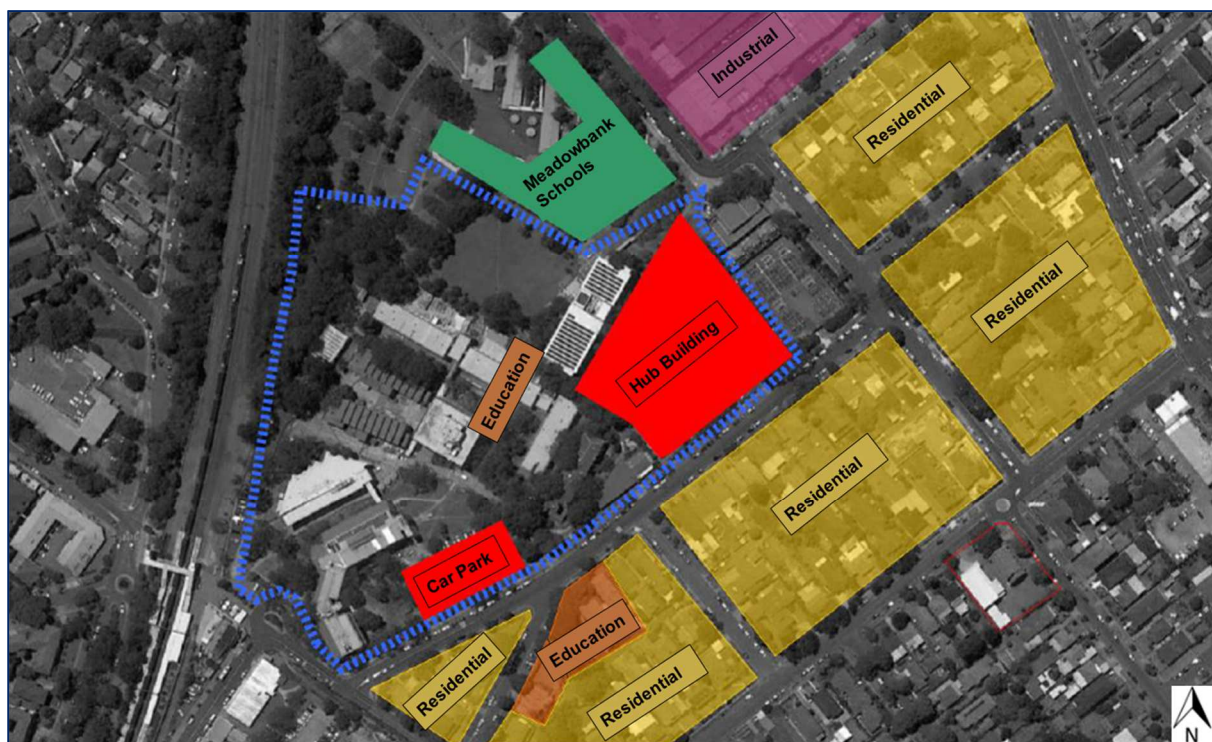 Industrial
Residential
Meadowbank
Schools
Residential
Hub Building
Education
Residential
Car Park
Education
Residential
Residential
N